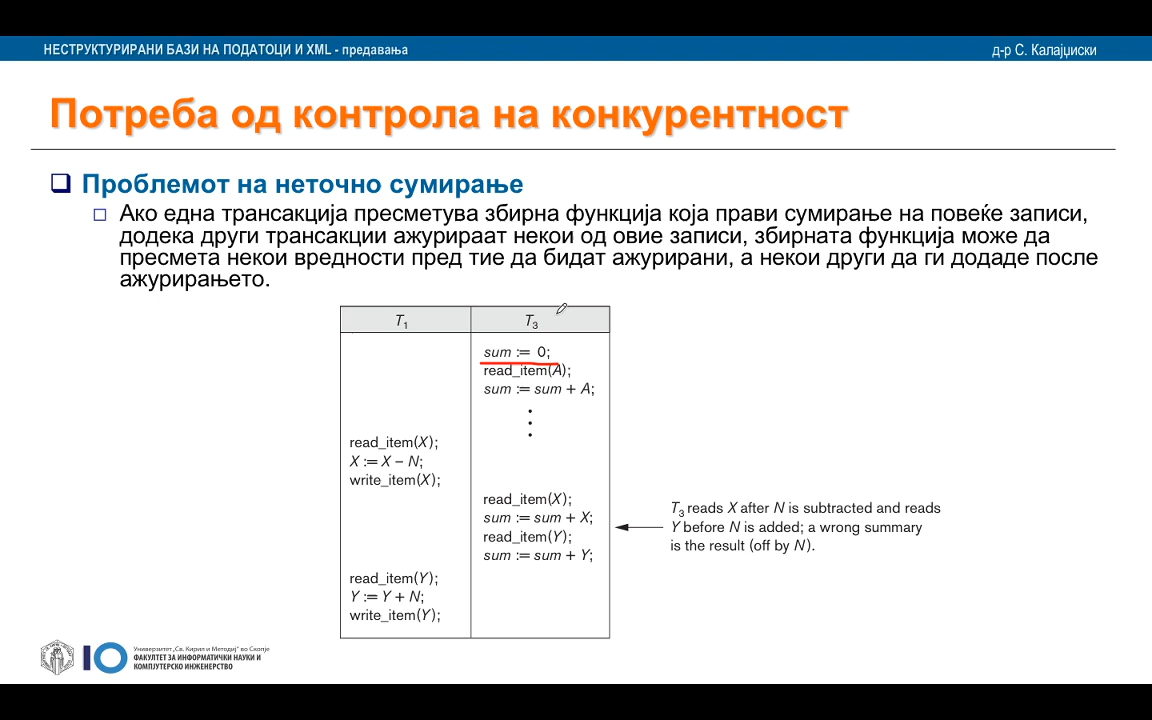 НЕСТРУКТУРИРАНИ БАЗИ НА ПОДАТОЦИ И XML - предавања
д-р С. Калајџиски
Потреба од контрола на конкурентност
Проблемот на неточно сумирање
Ако една трансакција пресметува збирна функција која прави сумирање на повеќе записи,
додека други трансакции ажурираат некои од овие записи, збирната функција може да
пресмета некои вредности пред тие да бидат ажурирани, а некои други да ги додаде после
ажурирањето.
T1
T3
sum := 0;
read_item(A);
sum := sum + A;
read_item(X);
X := X – N;
write_item(X);
read_item(X);
sum := sum + X;
read_item(Y);
sum := sum + Y;
T3 reads X after N is subtracted and reads
Y before N is added; a wrong summary
is the result (off by N).
read_item(Y);
Y := Y + N;
write_item(Y);
Универзитет „Св. Кирил и Методиј“ во Скопје
ФАКУЛТЕТ ЗА ИНФОРМАТИЧКИ НАУКИ И
КОМПЈУТЕРСКО ИНЖЕНЕРСТВО